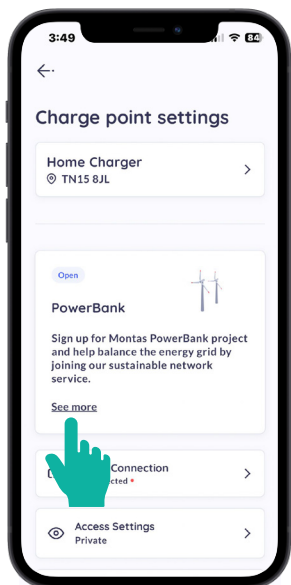 3:49
84
Charge point settings
Home Charger
TN15 8JL
Open
PowerBank
Sign up for Montas PowerBank project
and help balance the energy grid by
joining our sustainable network
service.
See more
Connection
Access Settings
Private